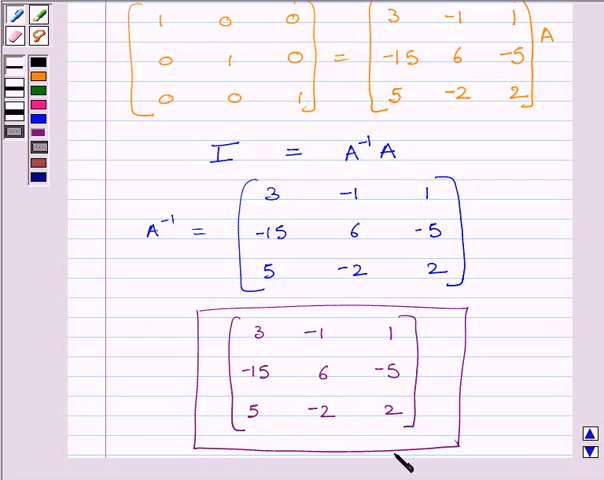 1 0 0 3 -1 1
0 1 0 = -15 6 -5 A
0 0 1 5 -2 2
I = A⁻¹ A
3 -1 1
A⁻¹ = -15 6 -5
5 -2 2
3 -1 1
-15 6 -5
5 -2 2